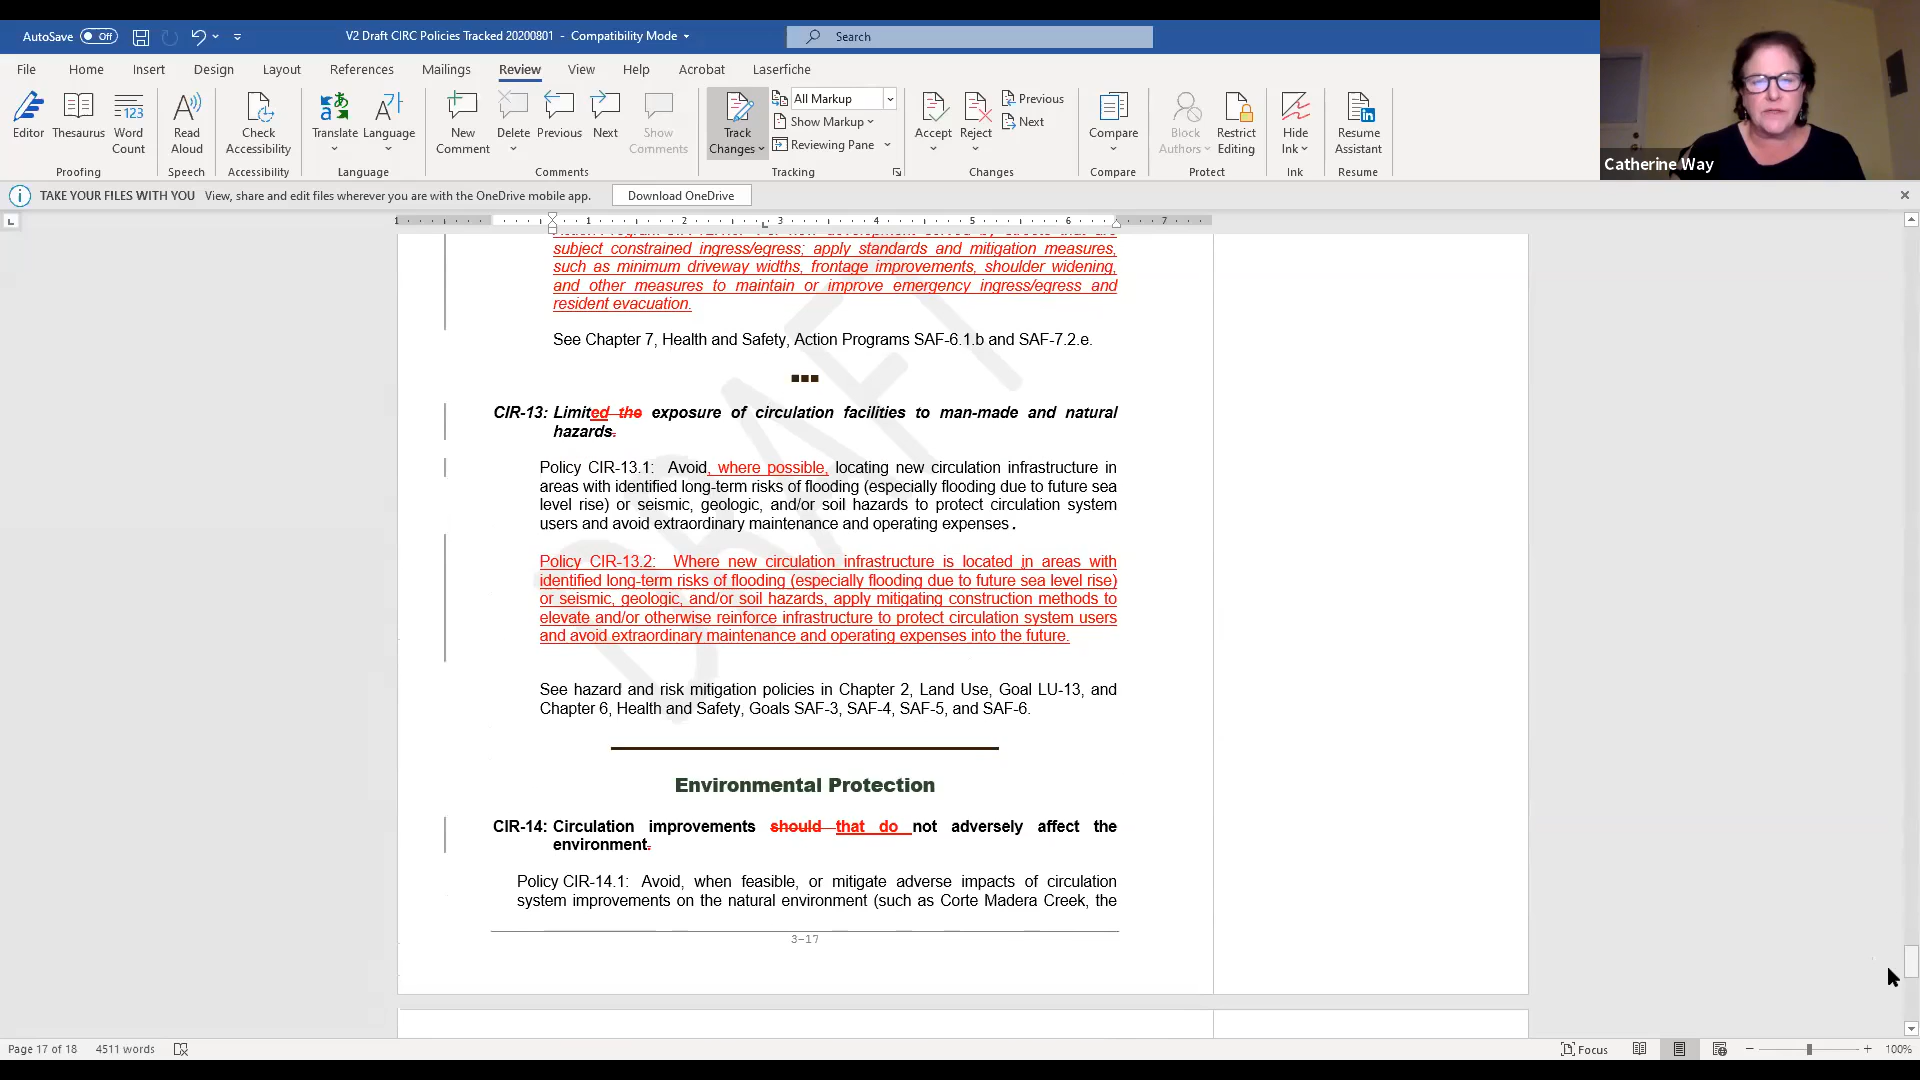 AutoSave Off V2 Draft CIRC Policies Tracked 20200801 - Compatibility Mode Search
File Home Insert Design Layout References Mailings Review View Help Acrobat Laserfiche
Editor Thesaurus Word Count
Proofing
Read Aloud
Speech
Check Accessibility
Accessibility
Translate Language
Language
New Comment Delete Previous Next Show Comments
Comments
Track Changes All Markup
Show Markup
Reviewing Pane
Tracking
Accept Reject Previous
Next
Changes
Compare
Compare
Block Authors Restrict Editing
Protect
Hide Ink
Ink
Resume Assistant
Resume
Catherine Way
TAKE YOUR FILES WITH YOU View, share and edit files wherever you are with the OneDrive mobile app. Download OneDrive
1 1 2 3 4 5 6 7
subject constrained ingress/egress; apply standards and mitigation measures,
such as minimum driveway widths, frontage improvements, shoulder widening,
and other measures to maintain or improve emergency ingress/egress and
resident evacuation.
See Chapter 7, Health and Safety, Action Programs SAF-6.1.b and SAF-7.2.e.
■■■
CIR-13: Limited the exposure of circulation facilities to man-made and natural
hazards.
Policy CIR-13.1: Avoid, where possible, locating new circulation infrastructure in
areas with identified long-term risks of flooding (especially flooding due to future sea
level rise) or seismic, geologic, and/or soil hazards to protect circulation system
users and avoid extraordinary maintenance and operating expenses.
Policy CIR-13.2: Where new circulation infrastructure is located in areas with
identified long-term risks of flooding (especially flooding due to future sea level rise)
or seismic, geologic, and/or soil hazards, apply mitigating construction methods to
elevate and/or otherwise reinforce infrastructure to protect circulation system users
and avoid extraordinary maintenance and operating expenses into the future.
See hazard and risk mitigation policies in Chapter 2, Land Use, Goal LU-13, and
Chapter 6, Health and Safety, Goals SAF-3, SAF-4, SAF-5, and SAF-6.
Environmental Protection
CIR-14: Circulation improvements should that do not adversely affect the
environment.
Policy CIR-14.1: Avoid, when feasible, or mitigate adverse impacts of circulation
system improvements on the natural environment (such as Corte Madera Creek, the
3-17
DRAFT
Page 17 of 18 4511 words Focus 100%